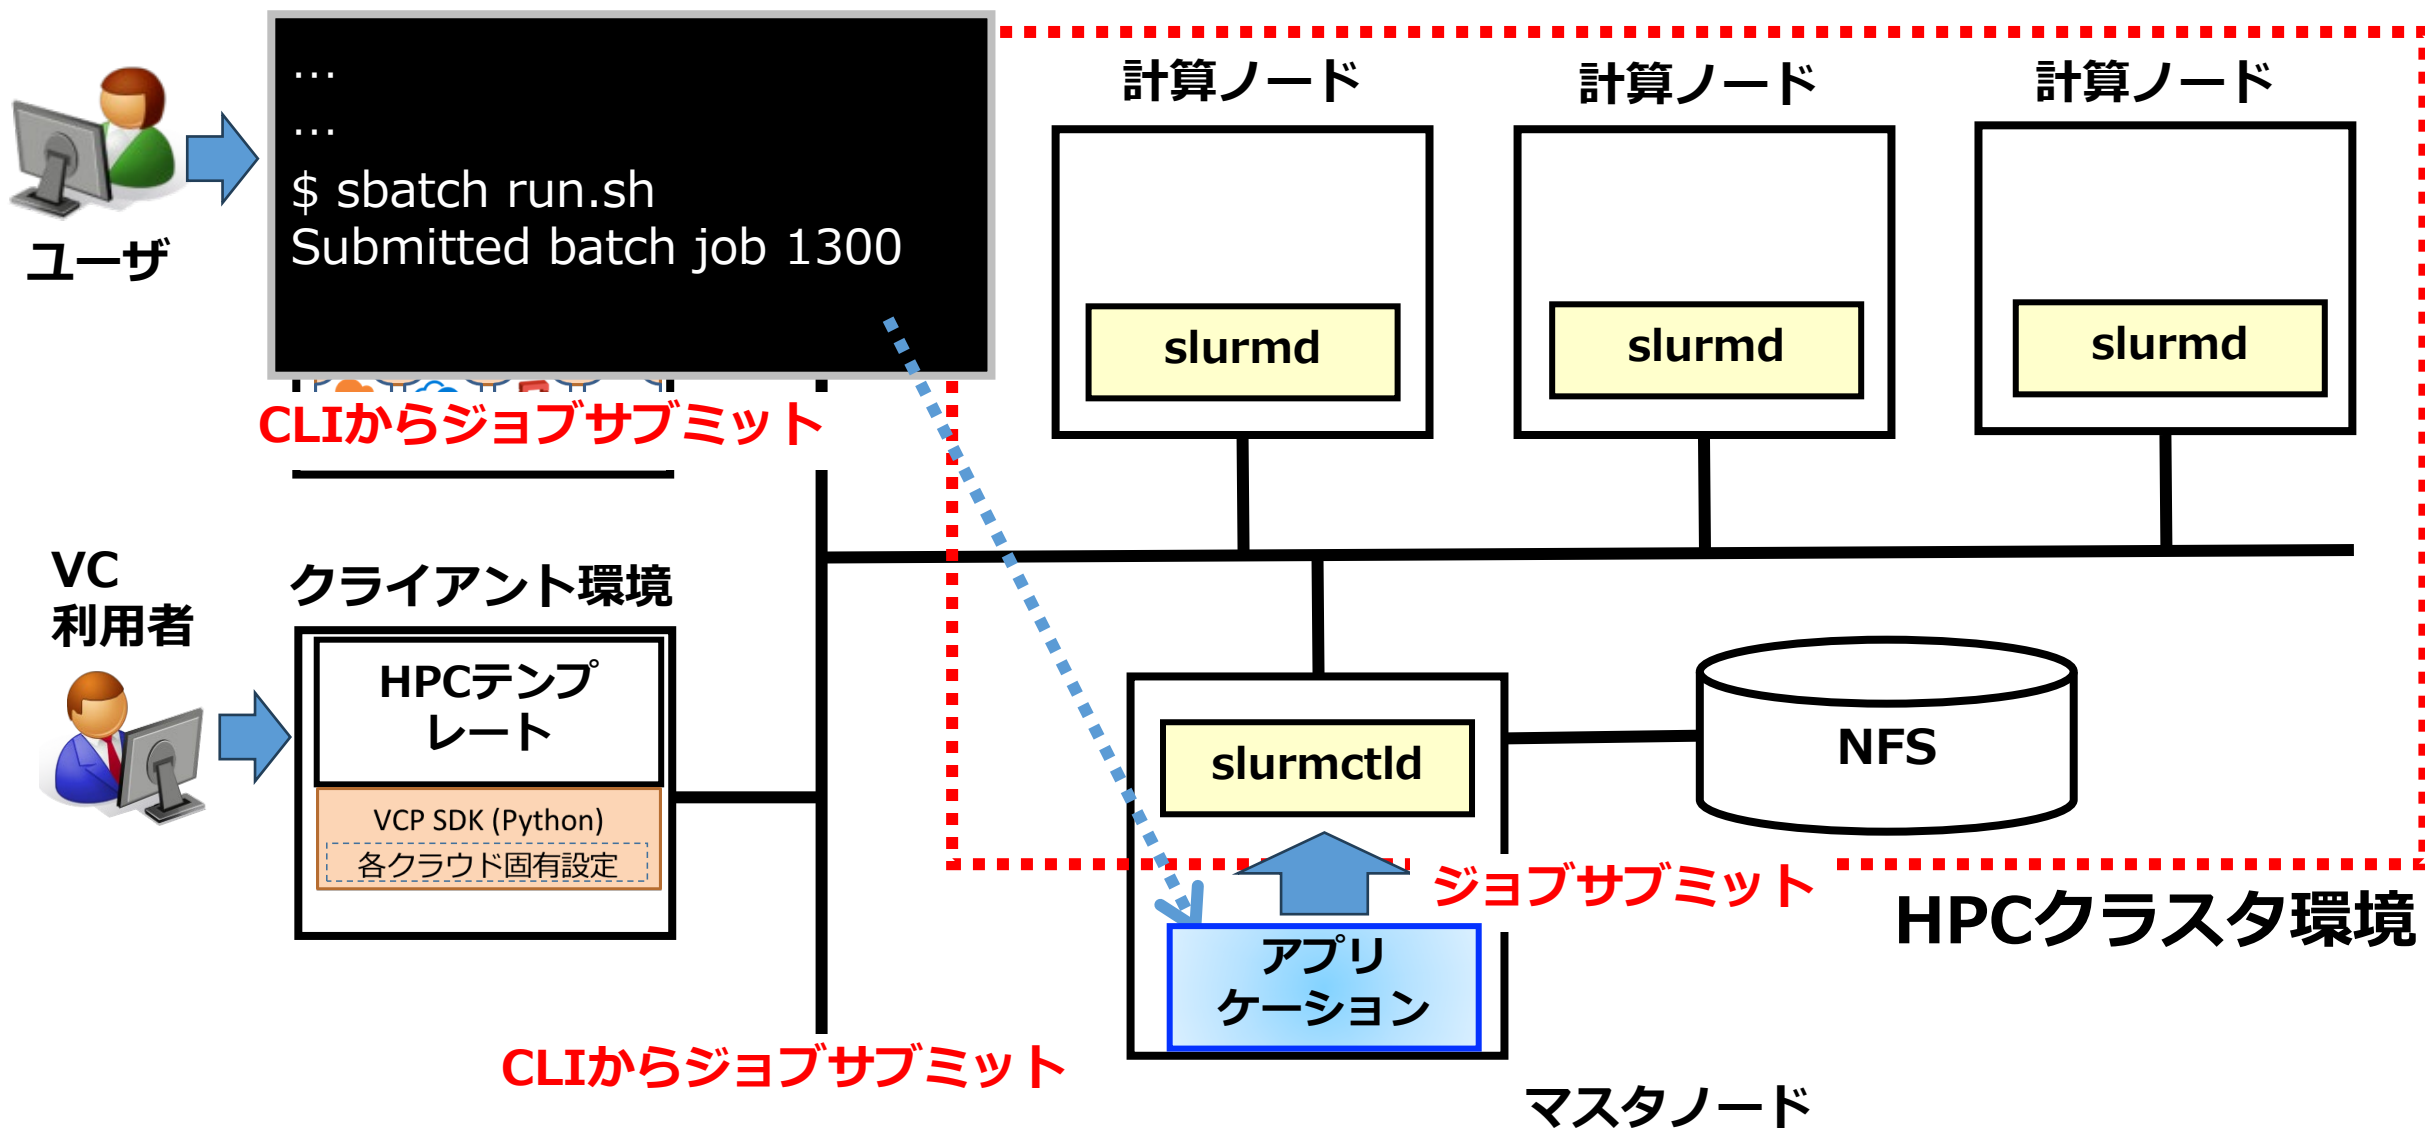 …
…
$ sbatch run.sh
Submitted batch job 1300
ユーザ
CLIからジョブサブミット
計算ノード
計算ノード
計算ノード
slurmd
slurmd
slurmd
VC
利用者
クライアント環境
HPCテンプ
レート
VCP SDK (Python)
各クラウド固有設定
slurmctld
NFS
ジョブサブミット
HPCクラスタ環境
アプリ
ケーション
CLIからジョブサブミット
マスタノード